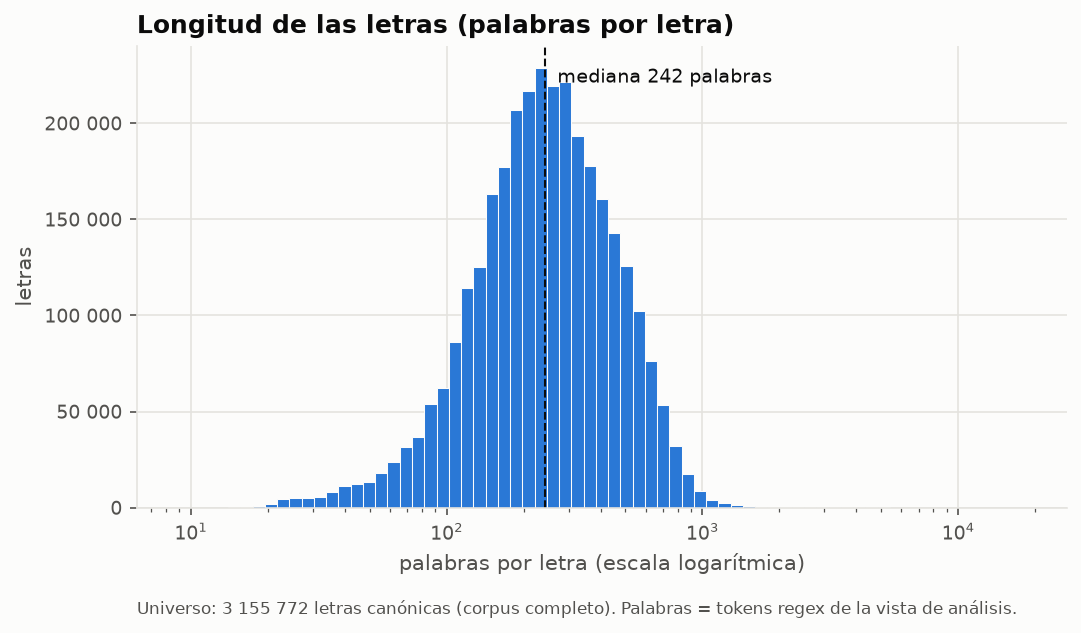 Longitud de las letras (palabras por letra)
mediana 242 palabras
200 000
150 000
100 000
50 000
0
letras
10¹ 10² 10³ 10⁴
palabras por letra (escala logarítmica)
Universo: 3 155 772 letras canónicas (corpus completo). Palabras = tokens regex de la vista de análisis.